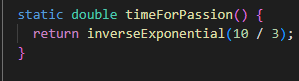 static double timeForPassion() {
return inverseExponential(10 / 3);
}